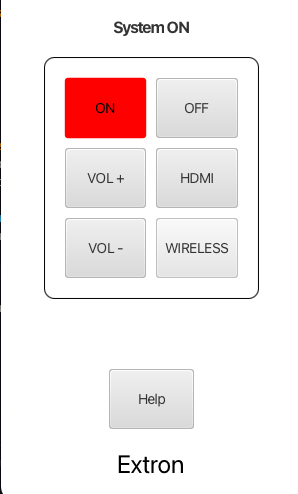 System ON
ON OFF
VOL + HDMI
VOL - WIRELESS
Help
Extron